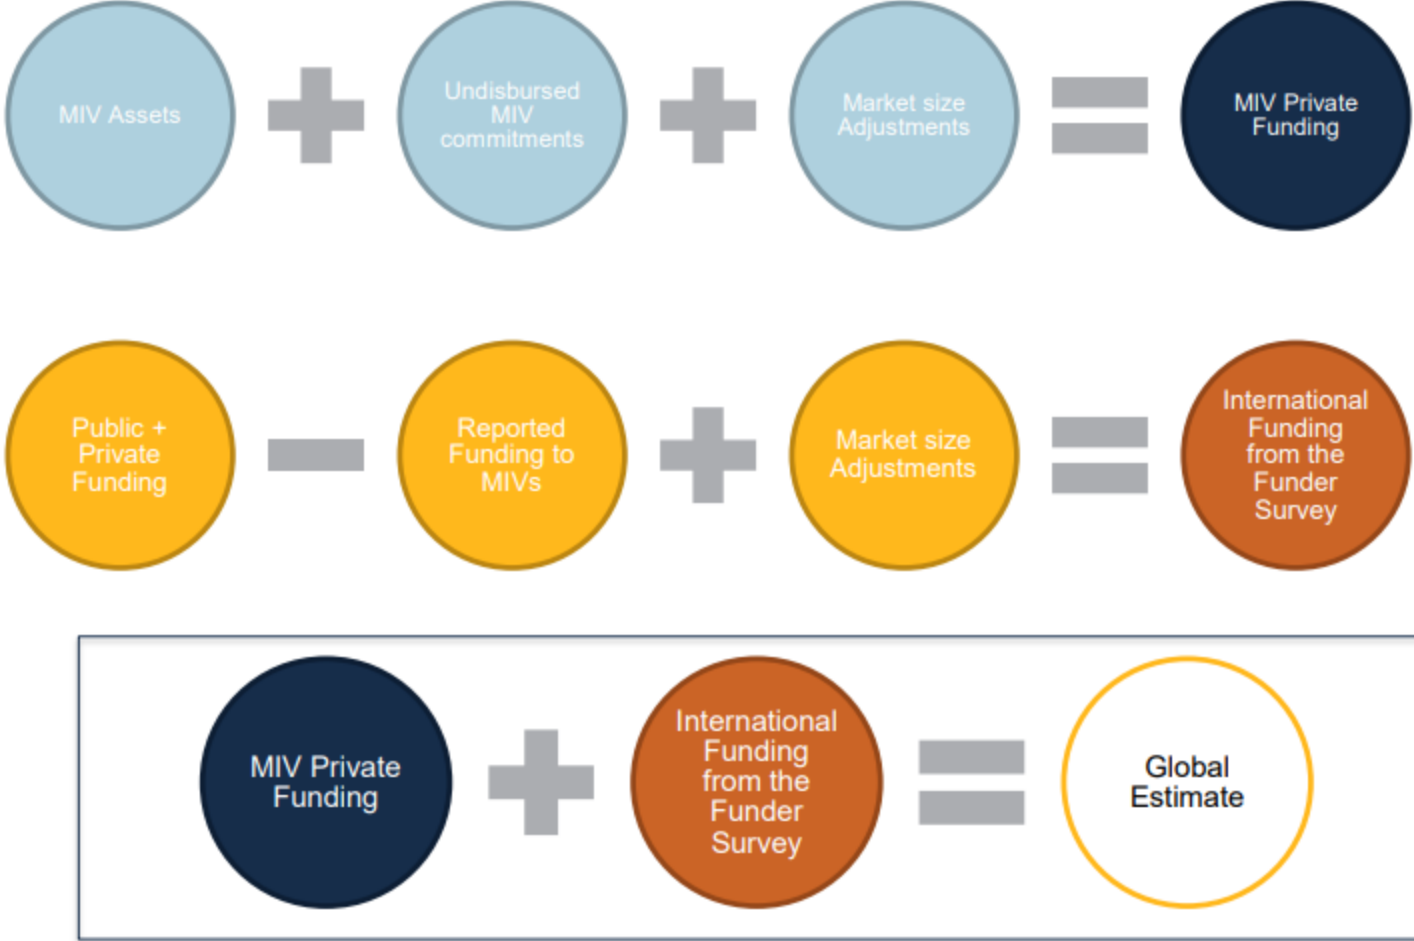 MIV Assets
Undisbursed
MIV
commitments
Market size
Adjustments
MIV Private
Funding
Public +
Private
Funding
Reported
Funding to
MIVs
Market size
Adjustments
International
Funding
from the
Funder
Survey
MIV Private
Funding
International
Funding
from the
Funder
Survey
Global
Estimate